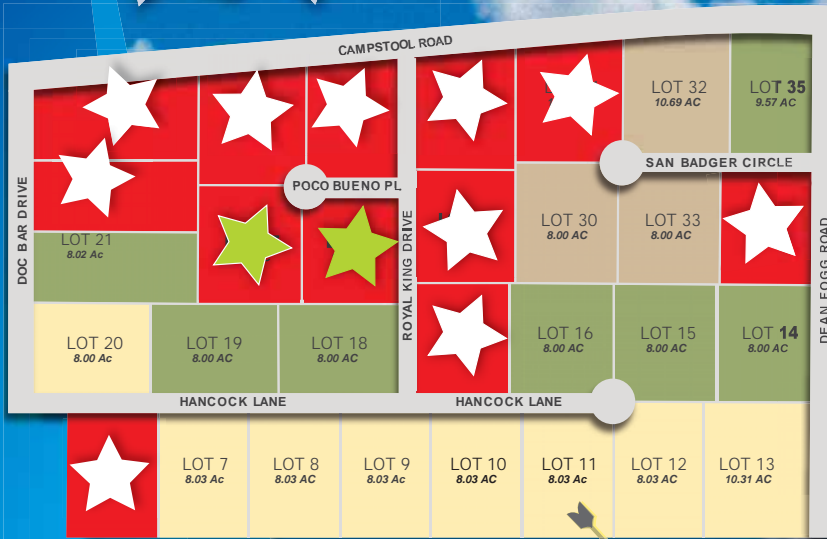 CAMPSTOOL ROAD
LOT 32
10.69 AC
LOT 35
9.57 AC
SAN BADGER CIRCLE
POCO BUENO PL
DOC BAR DRIVE
ROYAL KING DRIVE
LOT 30
8.00 AC
LOT 33
8.00 AC
DEAN FOGG ROAD
LOT 21
8.02 Ac
LOT 20
8.00 Ac
LOT 19
8.00 AC
LOT 18
8.00 AC
LOT 16
8.00 AC
LOT 15
8.00 AC
LOT 14
8.00 AC
HANCOCK LANE
HANCOCK LANE
LOT 7
8.03 Ac
LOT 8
8.03 AC
LOT 9
8.03 Ac
LOT 10
8.03 AC
LOT 11
8.03 Ac
LOT 12
8.03 AC
LOT 13
10.31 AC